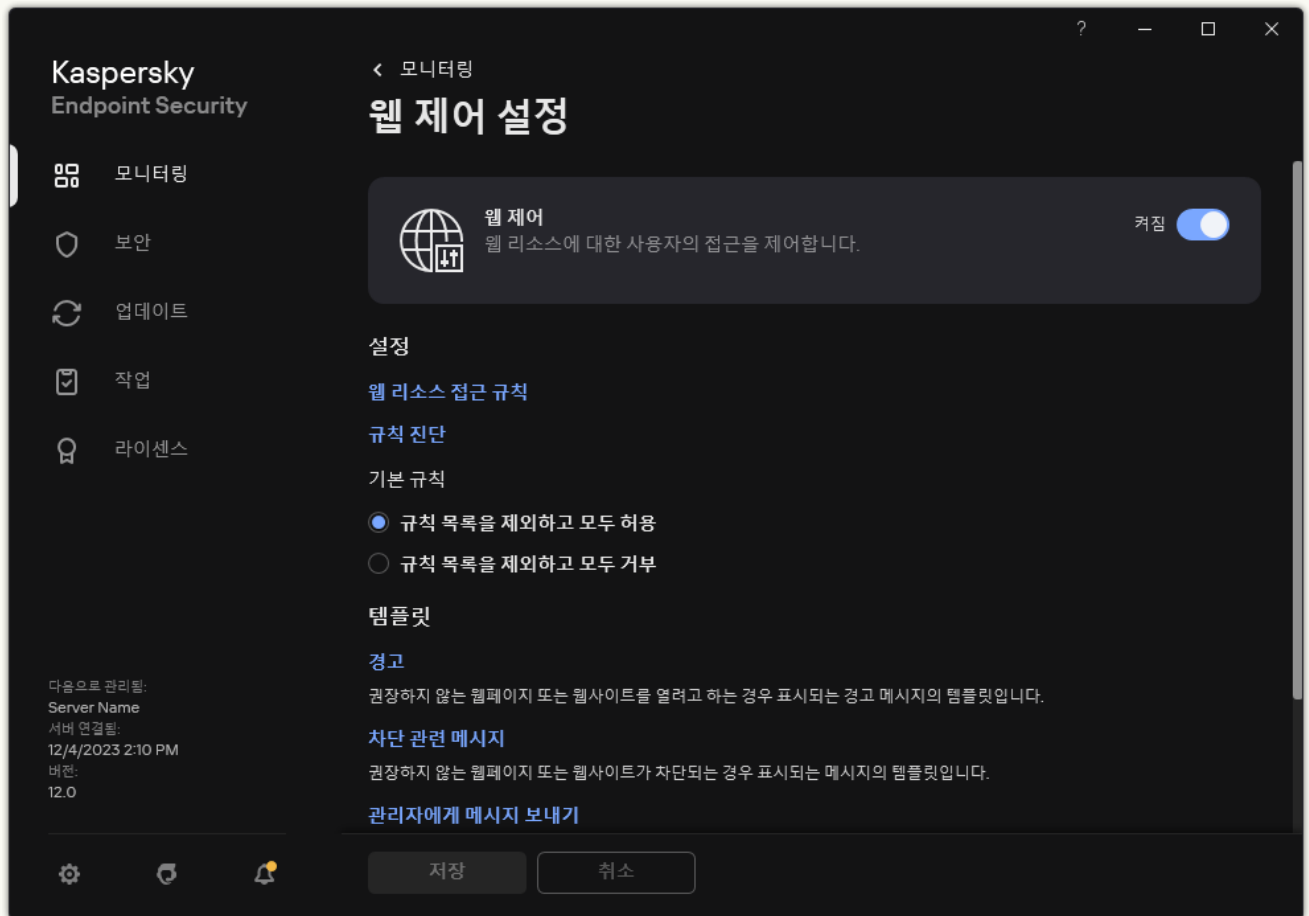 ?
Kaspersky
Endpoint Security
모니터링
보안
업데이트
작업
라이센스
다음으로 관리됨:
Server Name
서버 연결됨:
12/4/2023 2:10 PM
버전:
12.0
모니터링
웹 제어 설정
웹 제어
웹 리소스에 대한 사용자의 접근을 제어합니다.
켜짐
설정
웹 리소스 접근 규칙
규칙 진단
기본 규칙
규칙 목록을 제외하고 모두 허용
규칙 목록을 제외하고 모두 거부
템플릿
경고
권장하지 않는 웹페이지 또는 웹사이트를 열려고 하는 경우 표시되는 경고 메시지의 템플릿입니다.
차단 관련 메시지
권장하지 않는 웹페이지 또는 웹사이트가 차단되는 경우 표시되는 메시지의 템플릿입니다.
관리자에게 메시지 보내기
저장
취소